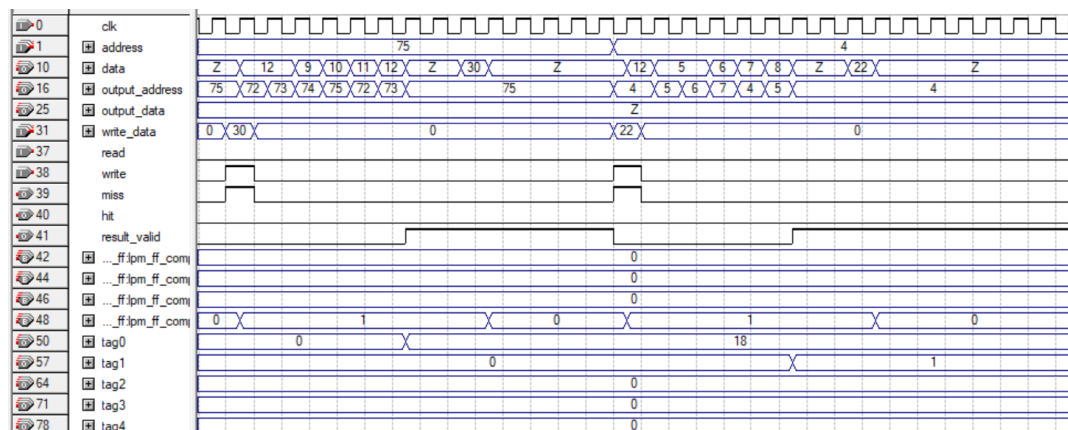 0 clk
1 address 75 4
10 data Z 12 9 10 11 12 Z 30 Z 12 5 6 7 8 Z 22 Z
16 output_address 75 72 73 74 75 72 73 75 4 5 6 7 4 5 4
25 output_data Z
31 write_data 0 30 0 22 0
37 read
38 write
39 miss
40 hit
41 result_valid
42 ..._ff:lpm_ff_com 0
44 ..._ff:lpm_ff_com 0
46 ..._ff:lpm_ff_com 0
48 ..._ff:lpm_ff_com 0 1 0 1 0
50 tag0 0 18
57 tag1 0 1
64 tag2 0
71 tag3 0
78 tag4 0